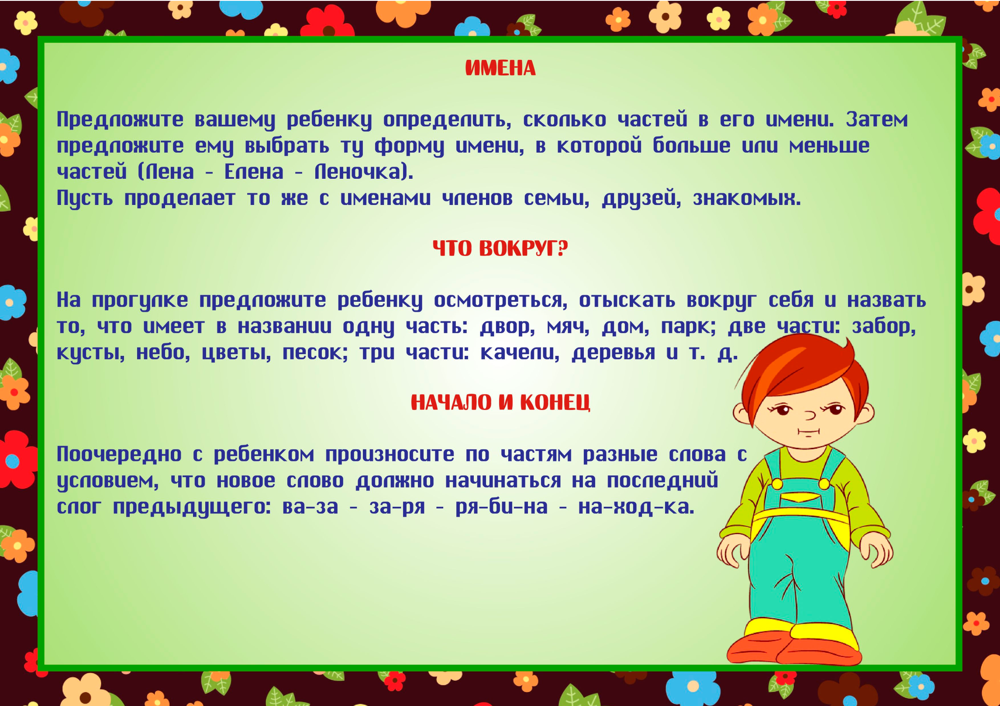 ИМЕНА
Предложите вашему ребенку определить, сколько частей в его имени. Затем
предложите ему выбрать ту форму имени, в которой больше или меньше
частей (Лена - Елена - Леночка).
Пусть проделает то же с именами членов семьи, друзей, знакомых.
ЧТО ВОКРУГ?
На прогулке предложите ребенку осмотреться, отыскать вокруг себя и назвать
то, что имеет в названии одну часть: двор, мяч, дом, парк; две части: забор,
кусты, небо, цветы, песок; три части: качели, деревья и т. д.
НАЧАЛО И КОНЕЦ
Поочередно с ребенком произносите по частям разные слова с
условием, что новое слово должно начинаться на последний
слог предыдущего: ва-за - за-ря - ря-би-на - на-ход-ка.